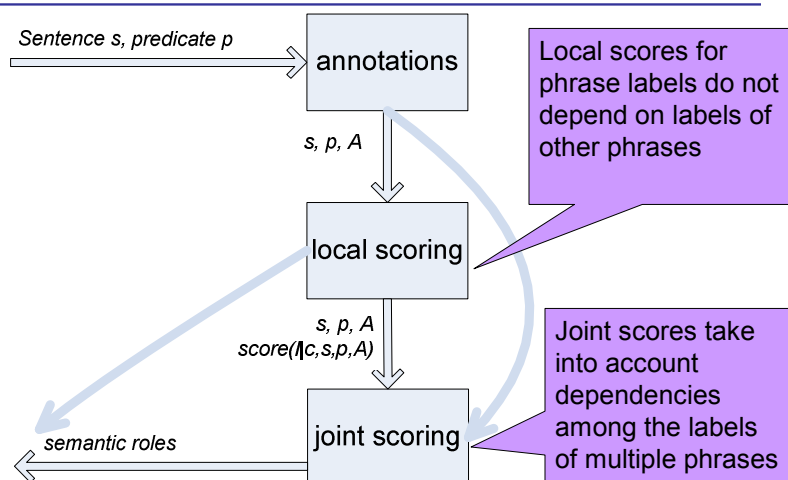 Sentence s, predicate p
annotations
Local scores for
phrase labels do not
depend on labels of
other phrases
s, p, A
local scoring
s, p, A
score(l|c,s,p,A)
Joint scores take
into account
dependencies
among the labels
of multiple phrases
joint scoring
semantic roles